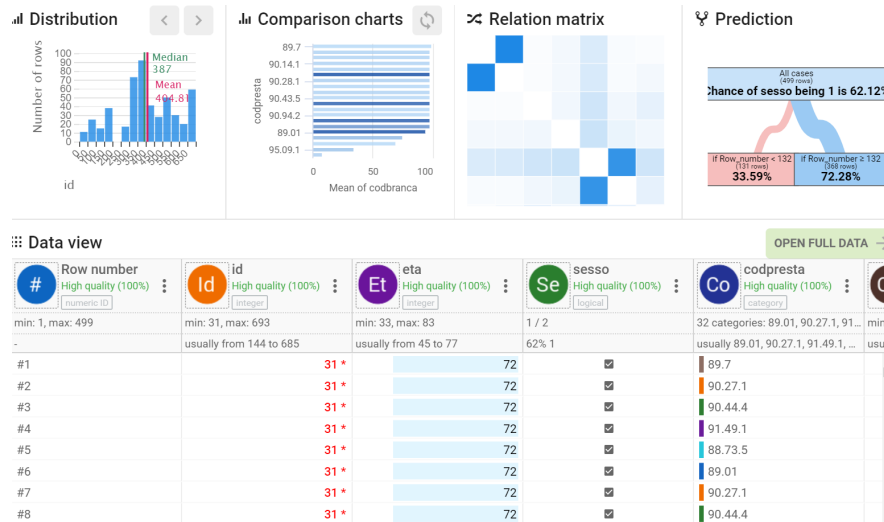 Distribution
Comparison charts
Relation matrix
Prediction
Number of rows
100
90
80
70
60
50
40
30
20
10
0
Median
387
Mean
404.81
id
codpresta
89.7
90.14.1
90.28.1
90.43.5
90.94.2
89.01
95.09.1
0 50 100
Mean of codbranca
All cases
(499 rows)
Chance of sesso being 1 is 62.12%
if Row_number < 132
(131 rows)
33.59%
if Row_number ≥ 132
(368 rows)
72.28%
Data view
OPEN FULL DATA
# Row number Id id Et eta Se sesso Co codpresta
High quality (100%) High quality (100%) High quality (100%) High quality (100%) High quality (100%)
numeric ID integer integer logical category
min: 1, max: 499 min: 31, max: 693 min: 33, max: 83 1 / 2 32 categories: 89.01, 90.27.1, 91... min
- usually from 144 to 685 usually from 45 to 77 62% 1 usually 89.01, 90.27.1, 91.49.1, ... usu
#1 31 * 72 89.7
#2 31 * 72 90.27.1
#3 31 * 72 90.44.4
#4 31 * 72 91.49.1
#5 31 * 72 88.73.5
#6 31 * 72 89.01
#7 31 * 72 90.27.1
#8 31 * 72 90.44.4